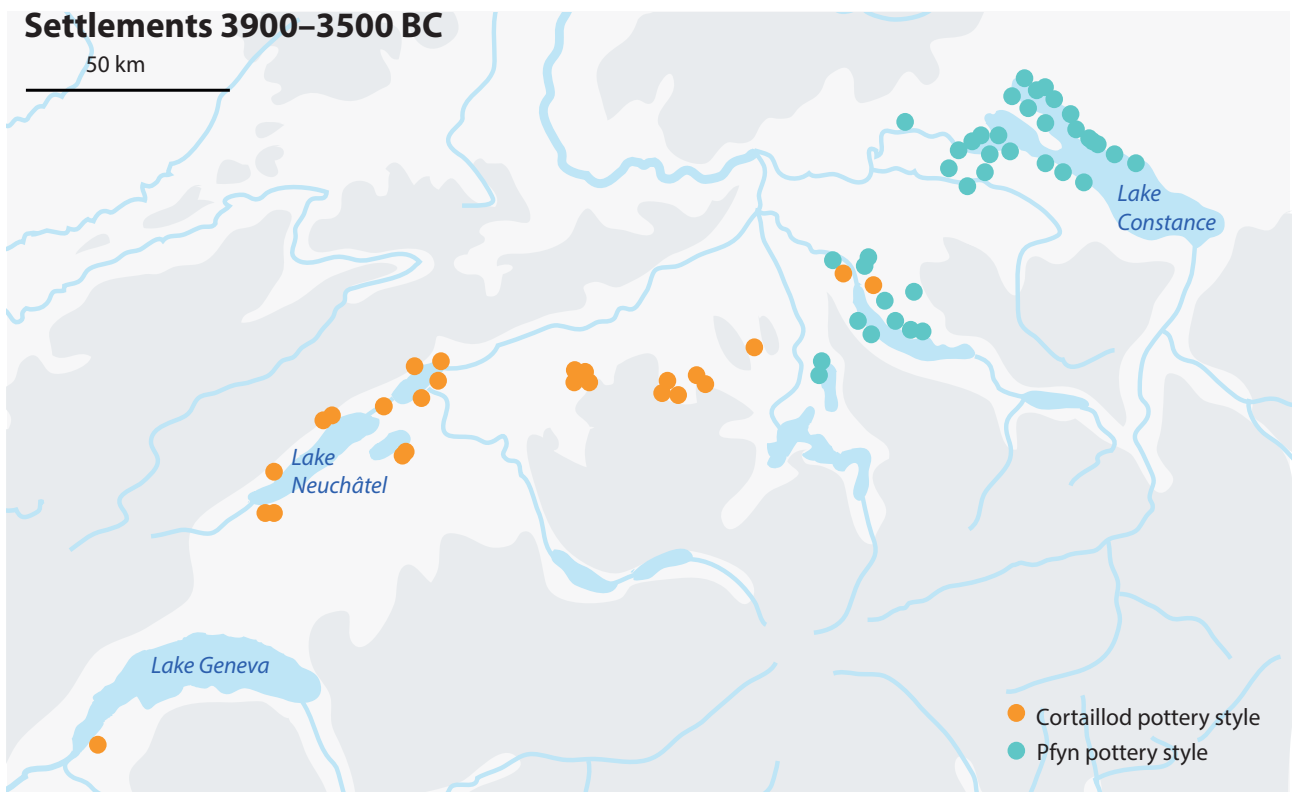 Settlements 3900–3500 BC
50 km
Lake
Constance
Lake
Neuchâtel
Lake Geneva
Cortaillod pottery style
Pfyn pottery style